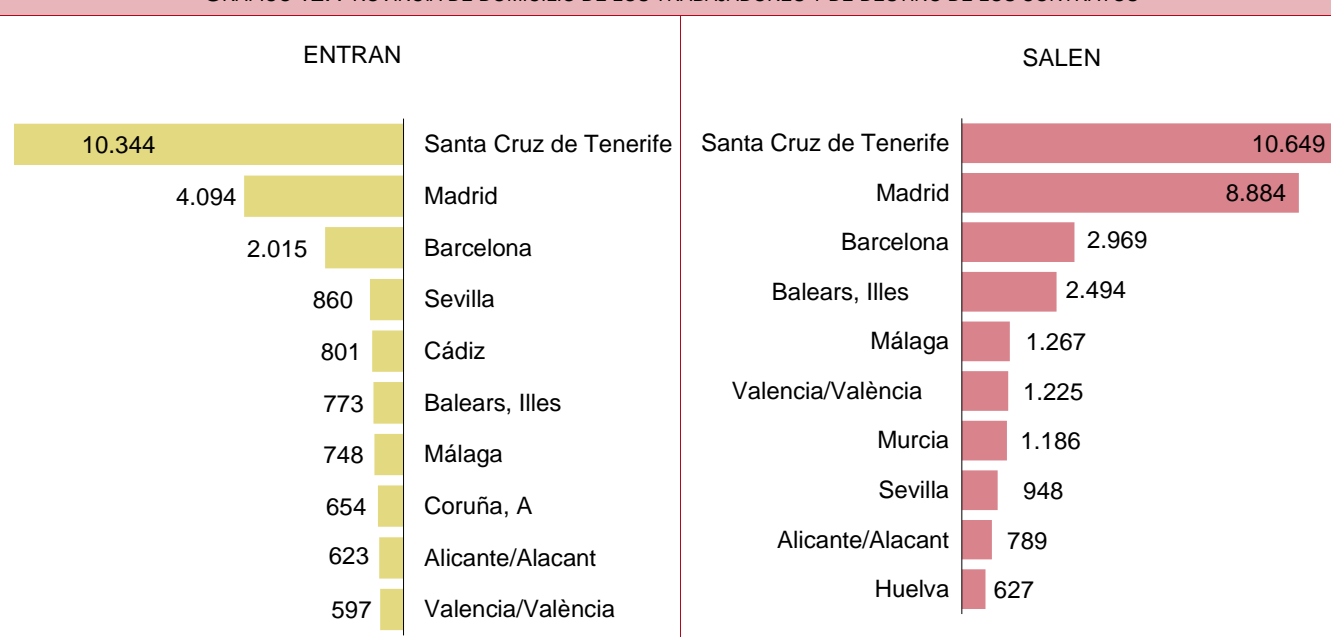 ENTRAN
10.344 Santa Cruz de Tenerife
4.094 Madrid
2.015 Barcelona
860 Sevilla
801 Cádiz
773 Balears, Illes
748 Málaga
654 Coruña, A
623 Alicante/Alacant
597 Valencia/València
SALEN
Santa Cruz de Tenerife 10.649
Madrid 8.884
Barcelona 2.969
Balears, Illes 2.494
Málaga 1.267
Valencia/València 1.225
Murcia 1.186
Sevilla 948
Alicante/Alacant 789
Huelva 627